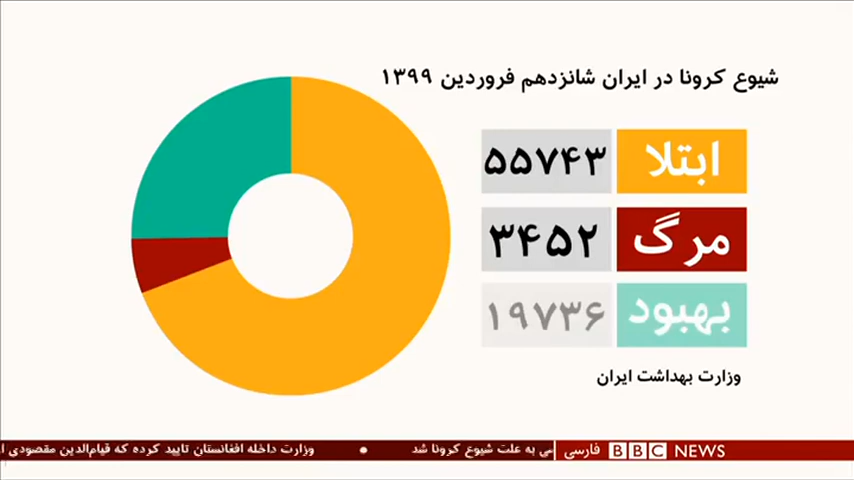 شیوع کرونا در ایران شانزدهم فروردین ۱۳۹۹
ابتلا ۵۵۷۴۳
مرگ ۳۴۵۲
بهبود ۱۹۷۳۶
وزارت بهداشت ایران
BBC NEWS فارسی
به علت شیوع کرونا شد • وزارت داخله افغانستان تایید کرده که قیام‌الدین مقصودی